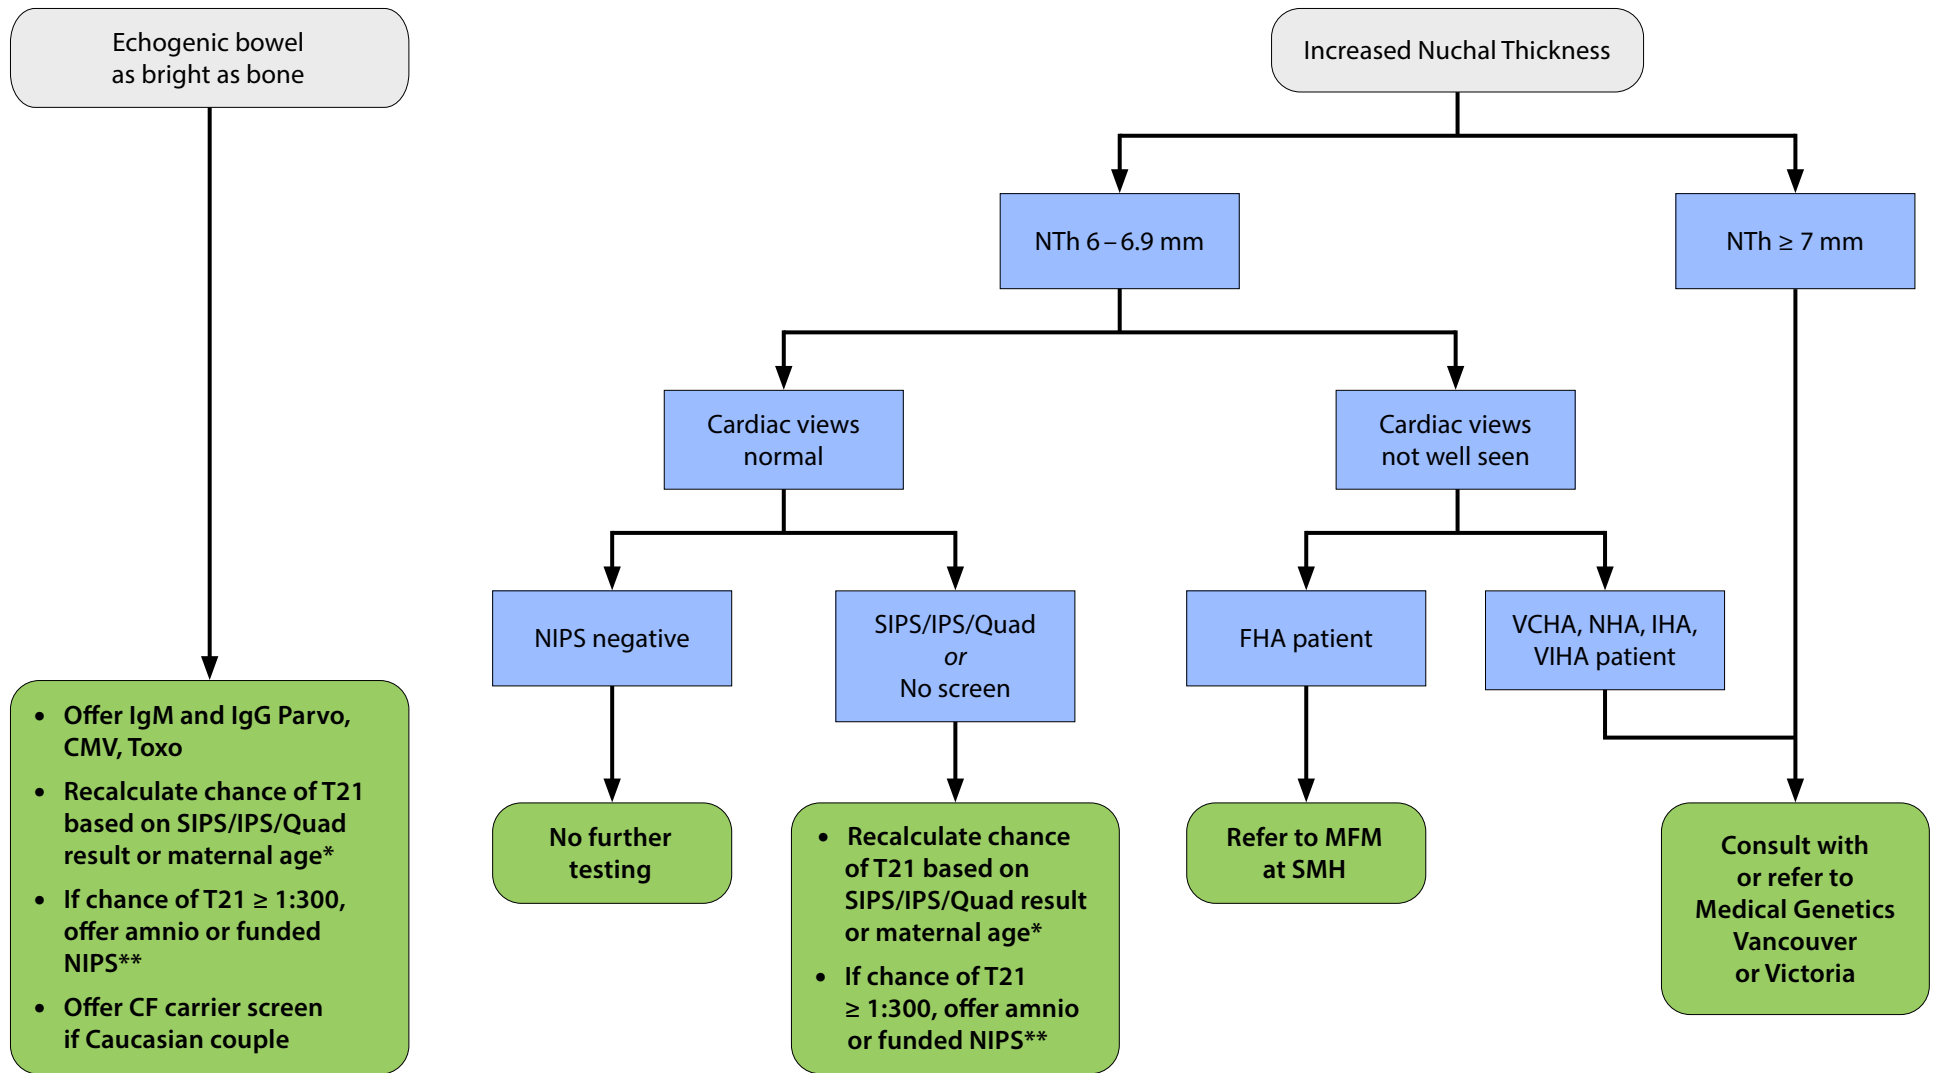 Echogenic bowel
as bright as bone
Increased Nuchal Thickness
NTh 6 – 6.9 mm
NTh ≥ 7 mm
Cardiac views
normal
Cardiac views
not well seen
NIPS negative
SIPS/IPS/Quad
or
No screen
FHA patient
VCHA, NHA, IHA,
VIHA patient
• Offer IgM and IgG Parvo,
CMV, Toxo
• Recalculate chance of T21
based on SIPS/IPS/Quad
result or maternal age*
• If chance of T21 ≥ 1:300,
offer amnio or funded
NIPS**
• Offer CF carrier screen
if Caucasian couple
No further
testing
• Recalculate chance
of T21 based on
SIPS/IPS/Quad result
or maternal age*
• If chance of T21
≥ 1:300, offer amnio
or funded NIPS**
Refer to MFM
at SMH
Consult with
or refer to
Medical Genetics
Vancouver
or Victoria